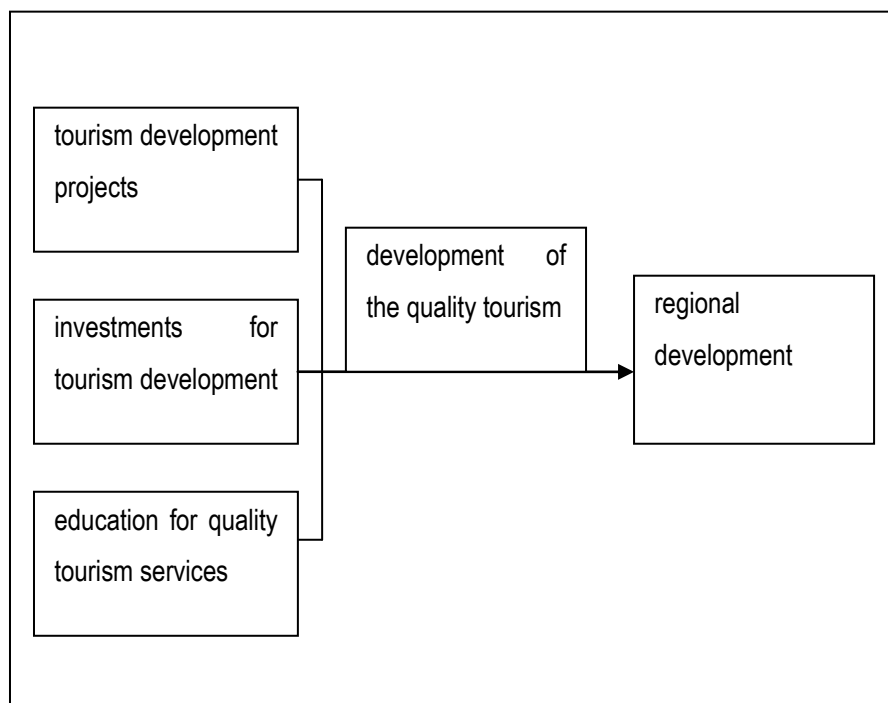 tourism development
projects
investments for
tourism development
education for quality
tourism services
development of
the quality tourism
regional
development